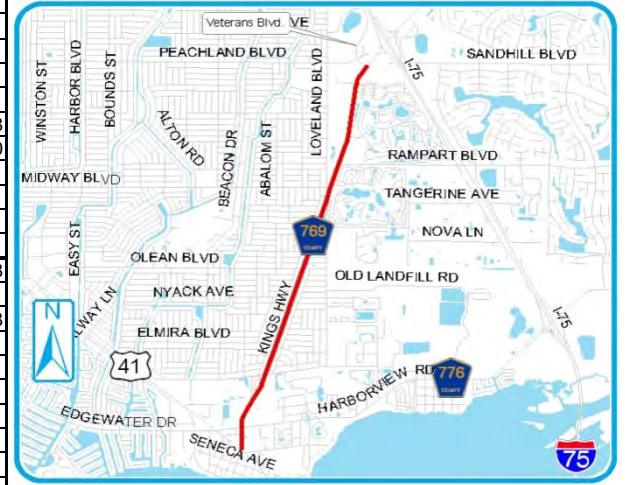 Veterans Blvd.
VE
PEACHLAND BLVD
SANDHILL BLVD
WINSTON ST
HARBOR BLVD
BOUNDS ST
LOVELAND BLVD
I-75
ALTON RD
BEACON DR
ABALOM ST
RAMPART BLVD
MIDWAY BLVD
TANGERINE AVE
769
COUNTY
NOVA LN
EASY ST
OLEAN BLVD
OLD LANDFILL RD
NYACK AVE
KINGS HWY
I-75
N
LWAY LN
ELMIRA BLVD
41
HARBORVIEW RD
776
COUNTY
EDGEWATER DR
SENECA AVE
75